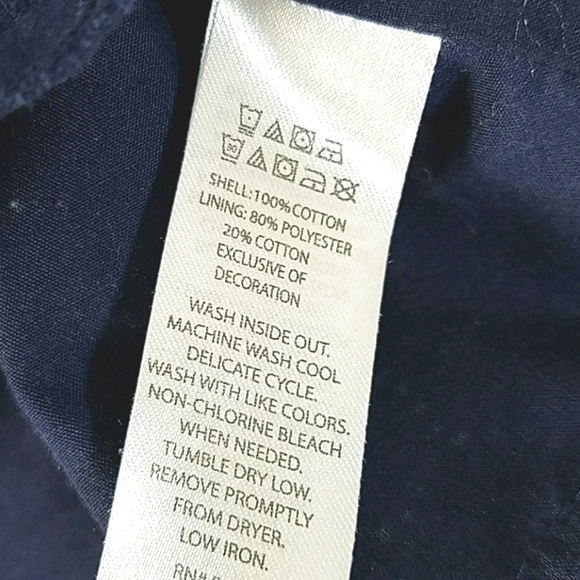 30
SHELL:100% COTTON
LINING: 80% POLYESTER
20% COTTON
EXCLUSIVE OF
DECORATION
WASH INSIDE OUT.
MACHINE WASH COOL
DELICATE CYCLE.
WASH WITH LIKE COLORS.
NON-CHLORINE BLEACH
WHEN NEEDED.
TUMBLE DRY LOW.
REMOVE PROMPTLY
FROM DRYER.
LOW IRON.